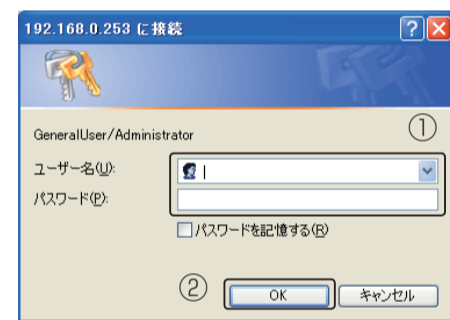 192.168.0.253 に接続
①
GeneralUser/Administrator
ユーザー名(U):
パスワード(P):
パスワードを記憶する(R)
②
OK
キャンセル